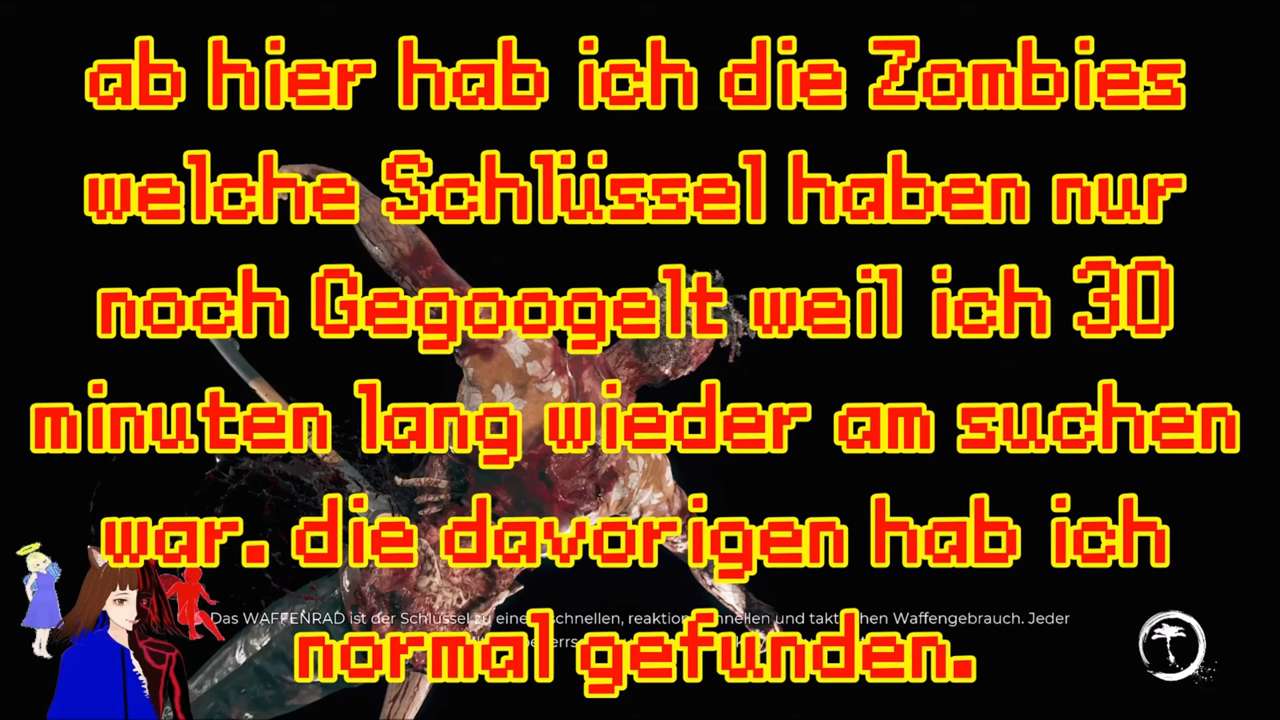 ab hier hab ich die Zombies
welche Schlüssel haben nur
noch Gegoogelt weil ich 30
minuten lang wieder am suchen
war. die davorigen hab ich
Das WAFFENRAD ist der Schlüssel zu einem schnellen, reaktionsschnellen und taktischen Waffengebrauch. Jeder
normal gefunden.